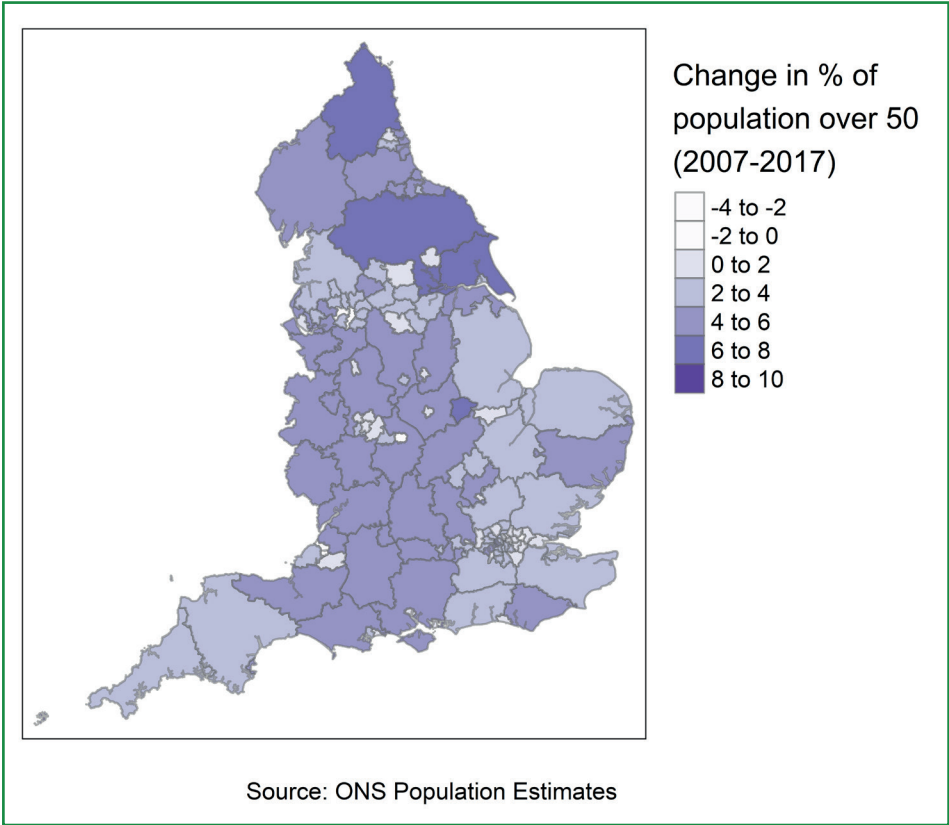 Change in % of
population over 50
(2007-2017)
-4 to -2
-2 to 0
0 to 2
2 to 4
4 to 6
6 to 8
8 to 10
Source: ONS Population Estimates